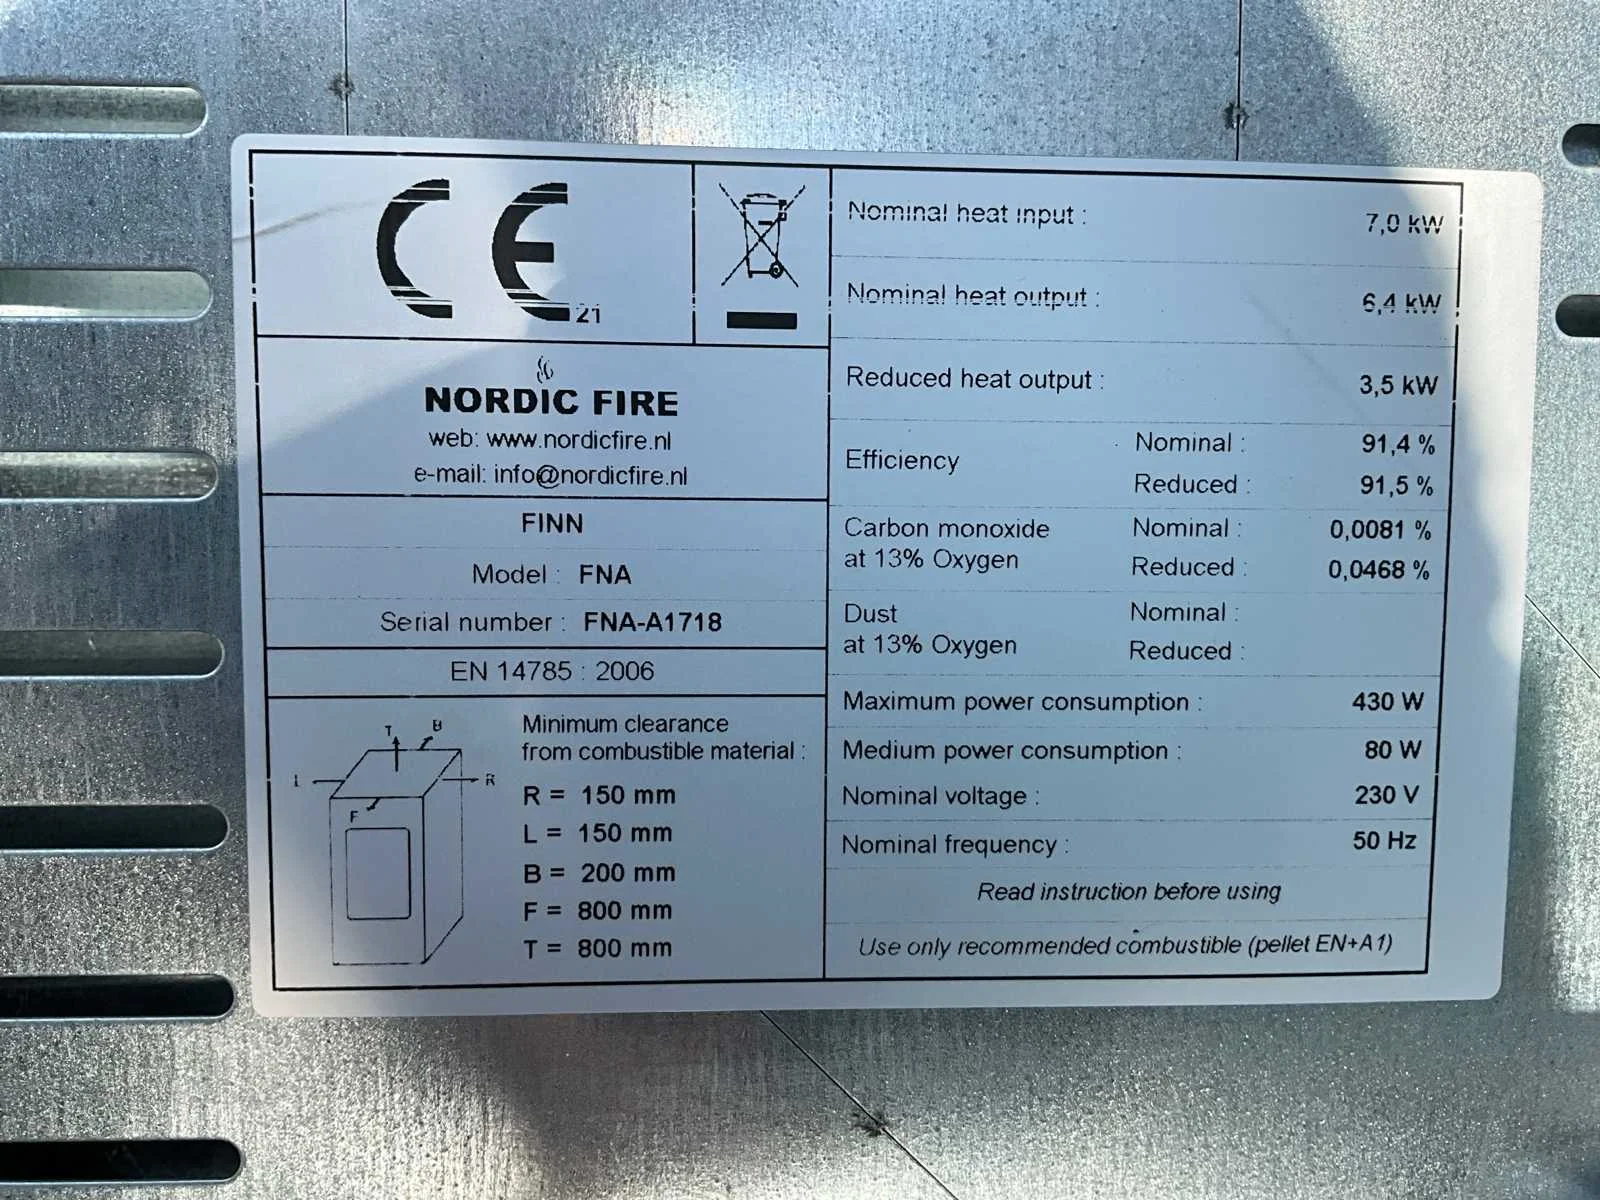 CE 21
NORDIC FIRE
web: www.nordicfire.nl
e-mail: info@nordicfire.nl
FINN
Model : FNA
Serial number : FNA-A1718
EN 14785 : 2006
T B
L R
F
Minimum clearance
from combustible material :
R = 150 mm
L = 150 mm
B = 200 mm
F = 800 mm
T = 800 mm
Nominal heat input : 7,0 kW
Nominal heat output : 6,4 kW
Reduced heat output : 3,5 kW
Efficiency Nominal : 91,4 %
Reduced : 91,5 %
Carbon monoxide Nominal : 0,0081 %
at 13% Oxygen Reduced : 0,0468 %
Dust Nominal :
at 13% Oxygen Reduced :
Maximum power consumption : 430 W
Medium power consumption : 80 W
Nominal voltage : 230 V
Nominal frequency : 50 Hz
Read instruction before using
Use only recommended combustible (pellet EN+A1)